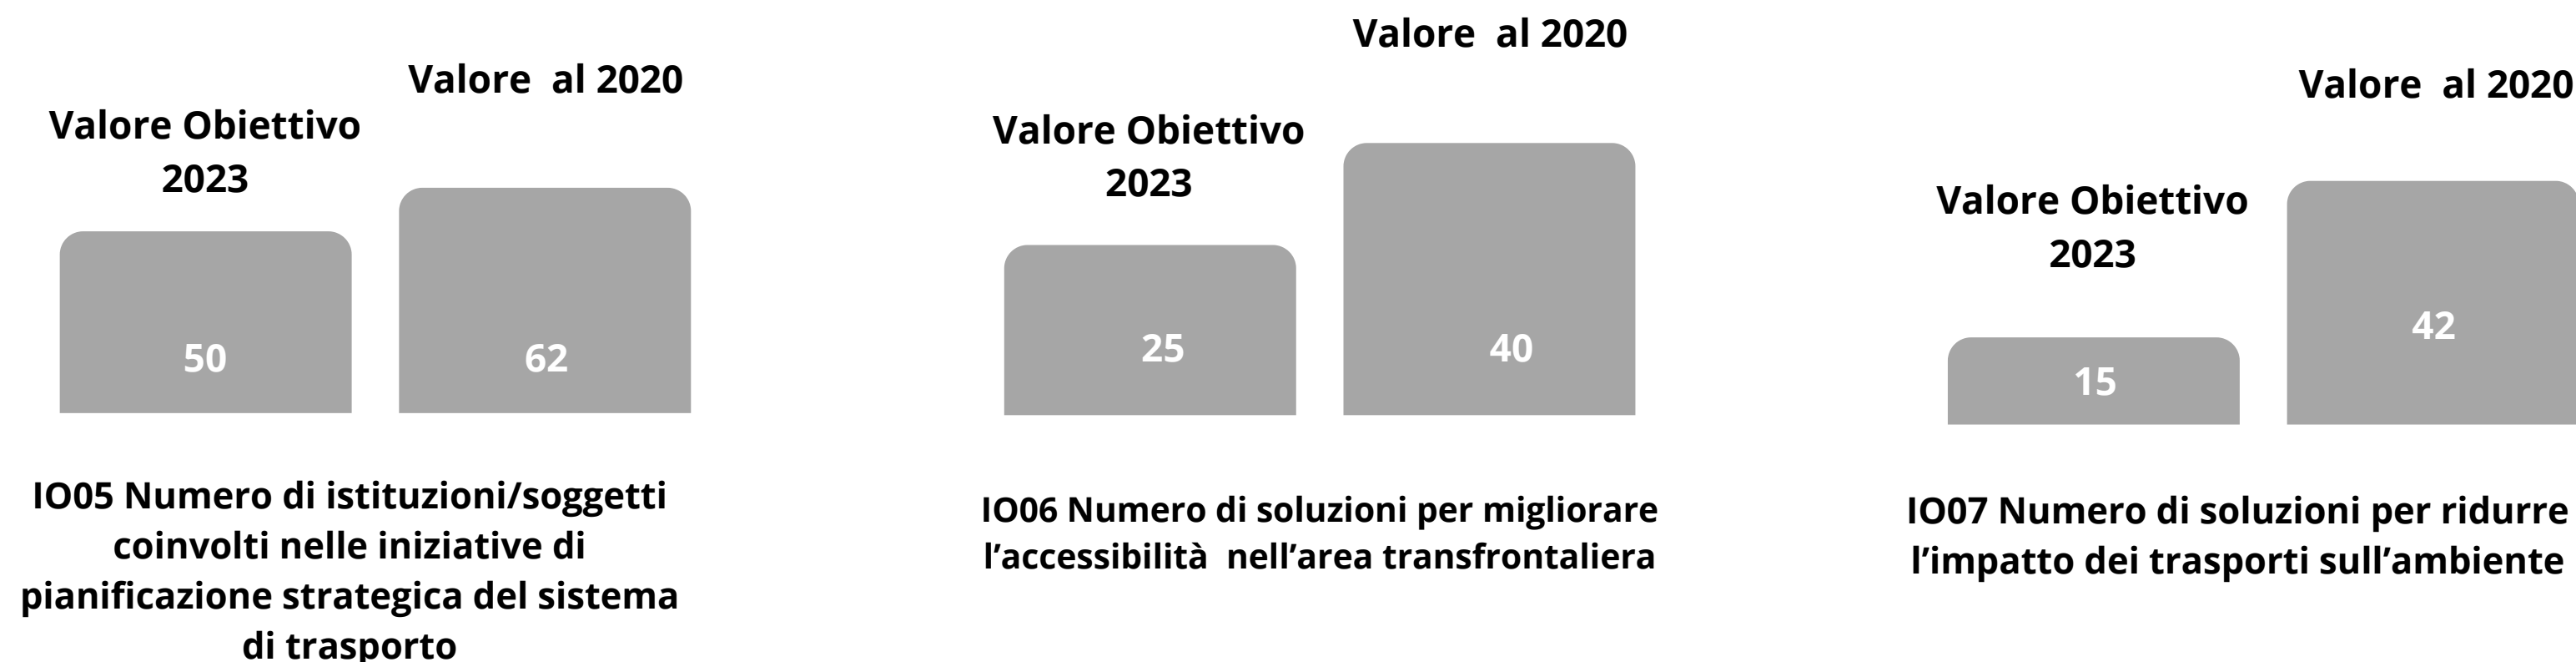 Valore Obiettivo
2023
Valore al 2020
50
62
IO05 Numero di istituzioni/soggetti
coinvolti nelle iniziative di
pianificazione strategica del sistema
di trasporto
Valore Obiettivo
2023
Valore al 2020
25
40
IO06 Numero di soluzioni per migliorare
l’accessibilità nell’area transfrontaliera
Valore Obiettivo
2023
Valore al 2020
15
42
IO07 Numero di soluzioni per ridurre
l’impatto dei trasporti sull’ambiente